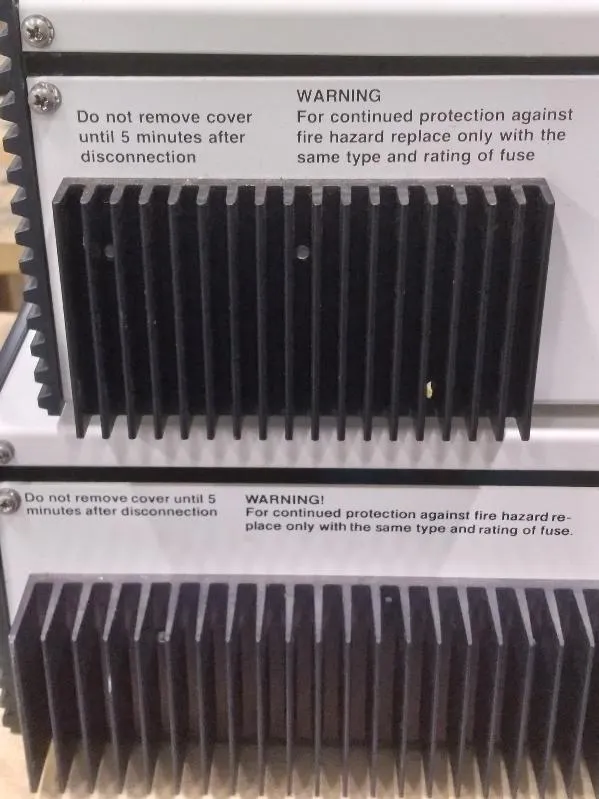 Do not remove cover
until 5 minutes after
disconnection
WARNING
For continued protection against
fire hazard replace only with the
same type and rating of fuse
Do not remove cover until 5
minutes after disconnection
WARNING!
For continued protection against fire hazard re-
place only with the same type and rating of fuse.